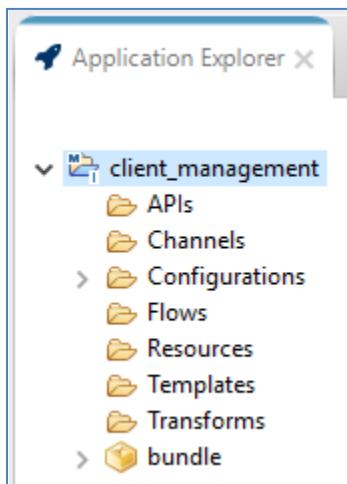 Application Explorer
client_management
APIs
Channels
Configurations
Flows
Resources
Templates
Transforms
bundle